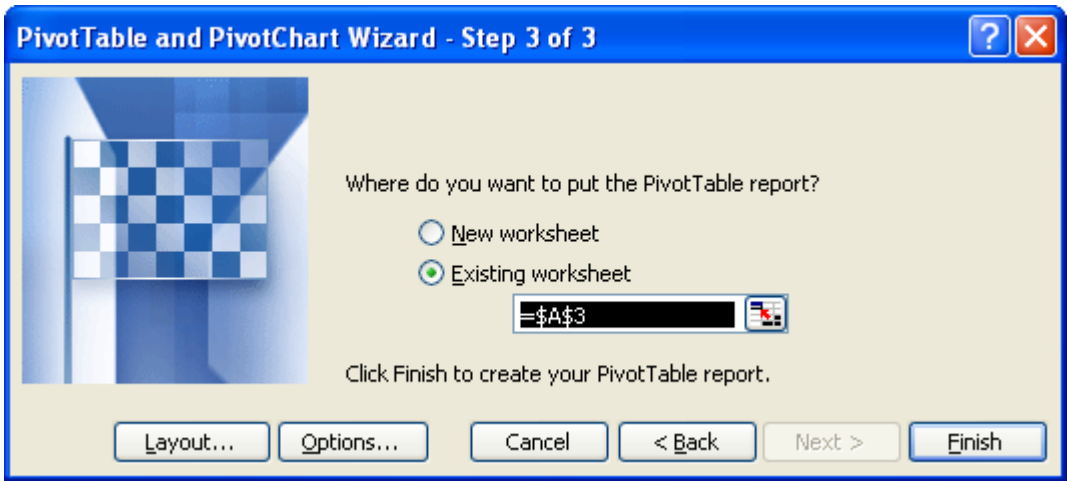 PivotTable and PivotChart Wizard - Step 3 of 3
Where do you want to put the PivotTable report?
New worksheet
Existing worksheet
=$A$3
Click Finish to create your PivotTable report.
Layout... Options... Cancel < Back Next > Finish